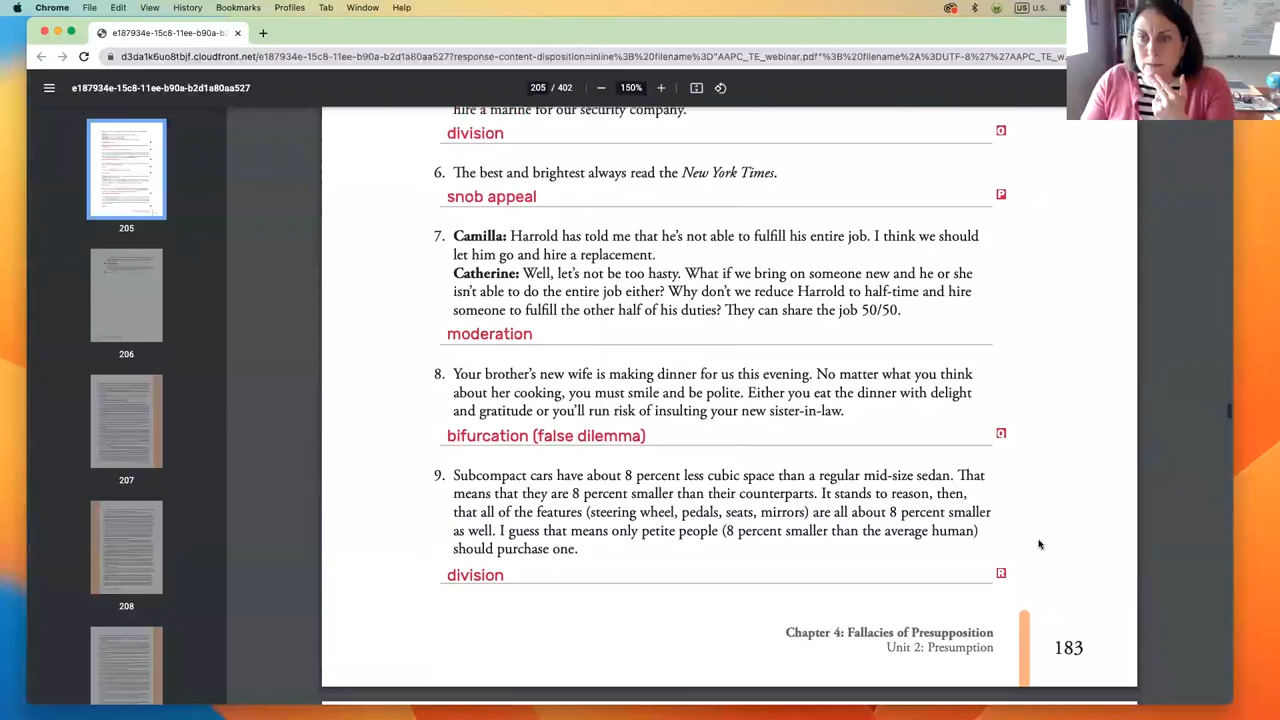 Chrome File Edit View History Bookmarks Profiles Tab Window Help
US U.S.
e187934e-15c8-11ee-b90a-b2
d3da1k6uo8tbjf.cloudfront.net/e187934e-15c8-11ee-b90a-b2d1a80aa527?response-content-disposition=inline%3B%20filename%3D"AAPC_TE_webinar.pdf"%3B%20filename%2A%3DUTF-8%27%27AAPC_TE_w...
e187934e-15c8-11ee-b90a-b2d1a80aa527
205 / 402
150%
hire a marine for our security company.
division
O
6. The best and brightest always read the New York Times.
snob appeal
P
7. Camilla: Harrold has told me that he's not able to fulfill his entire job. I think we should
let him go and hire a replacement.
Catherine: Well, let's not be too hasty. What if we bring on someone new and he or she
isn't able to do the entire job either? Why don't we reduce Harrold to half-time and hire
someone to fulfill the other half of his duties? They can share the job 50/50.
moderation
8. Your brother's new wife is making dinner for us this evening. No matter what you think
about her cooking, you must smile and be polite. Either you eat the dinner with delight
and gratitude or you'll run risk of insulting your new sister-in-law.
bifurcation (false dilemma)
Q
9. Subcompact cars have about 8 percent less cubic space than a regular mid-size sedan. That
means that they are 8 percent smaller than their counterparts. It stands to reason, then,
that all of the features (steering wheel, pedals, seats, mirrors) are all about 8 percent smaller
as well. I guess that means only petite people (8 percent smaller than the average human)
should purchase one.
division
R
Chapter 4: Fallacies of Presupposition
Unit 2: Presumption
183
205
206
207
208